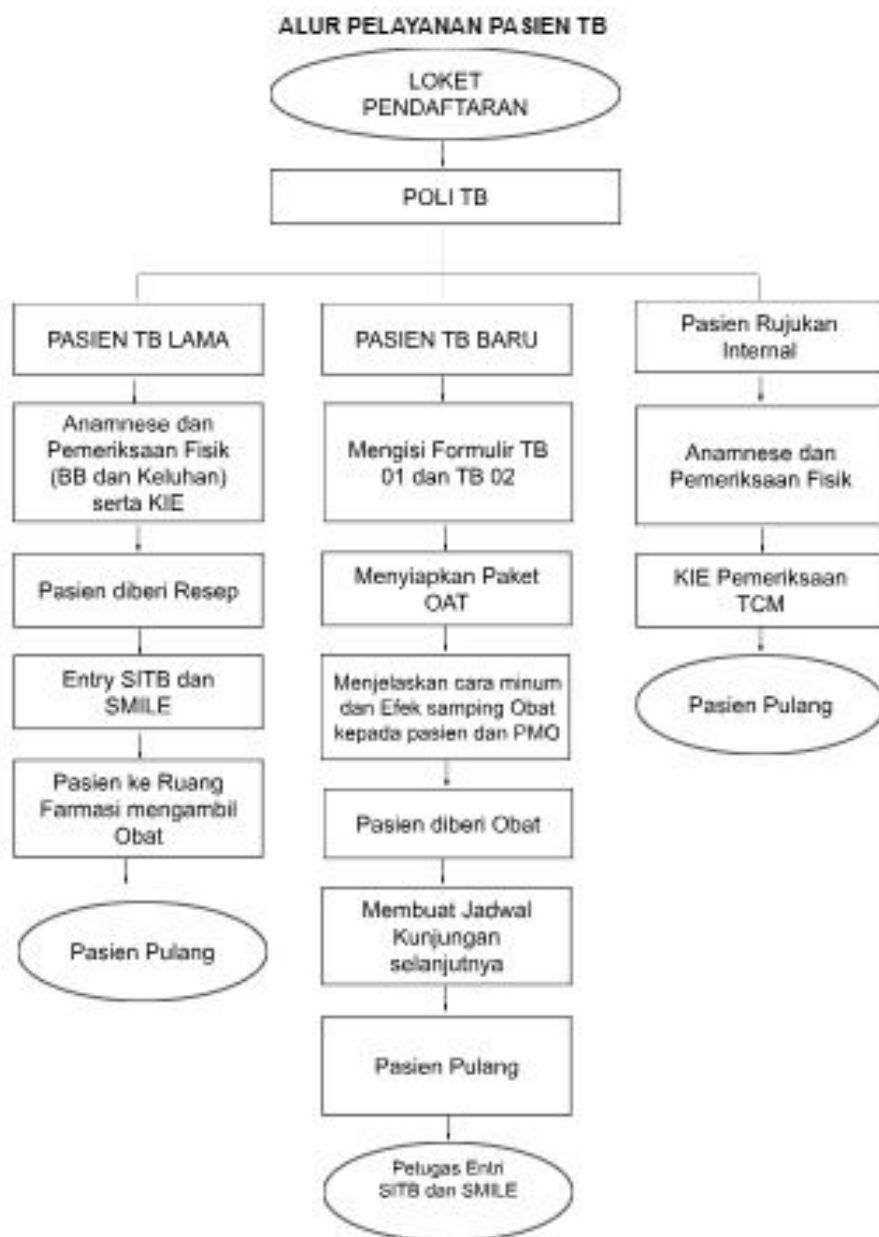 ALUR PELAYANAN PASIEN TB
LOKET
PENDAFTARAN
POLI TB
PASIEN TB LAMA
Anamnese dan
Pemeriksaan Fisik
(BB dan Keluhan)
serta KIE
Pasien diberi Resep
Entry SITB dan
SMILE
Pasien ke Ruang
Farmasi mengambil
Obat
Pasien Pulang
PASIEN TB BARU
Mengisi Formulir TB
01 dan TB 02
Menyiapkan Paket
OAT
Menjelaskan cara minum
dan Efek samping Obat
kepada pasien dan PMO
Pasien diberi Obat
Membuat Jadwal
Kunjungan
selanjutnya
Pasien Pulang
Petugas Entri
SITB dan SMILE
Pasien Rujukan
Internal
Anamnese dan
Pemeriksaan Fisik
KIE Pemeriksaan
TCM
Pasien Pulang